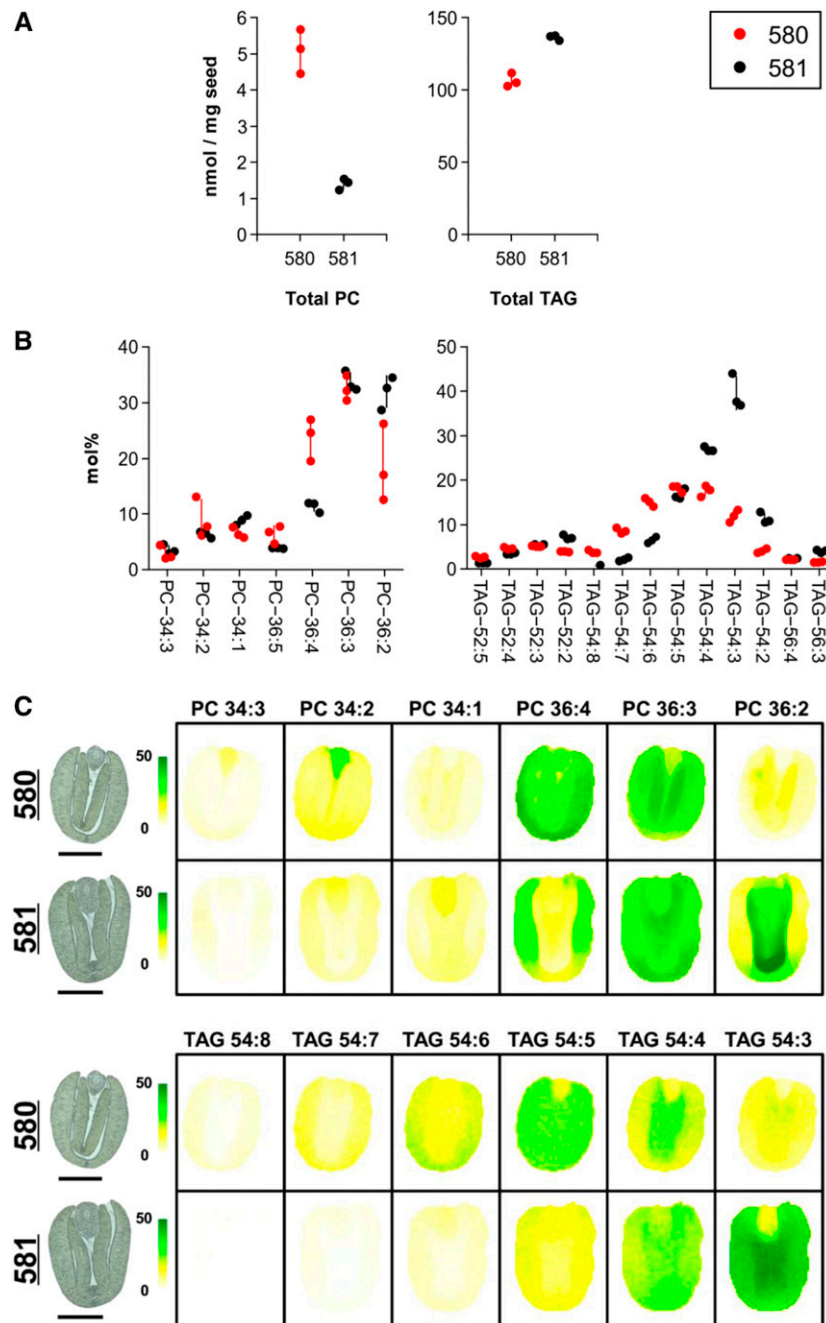 A
580
581
nmol / mg seed
6
5
4
3
2
1
0
580 581
Total PC
150
100
50
0
580 581
Total TAG
B
mol%
40
30
20
10
0
PC-34:3
PC-34:2
PC-34:1
PC-36:5
PC-36:4
PC-36:3
PC-36:2
50
40
30
20
10
0
TAG-52:5
TAG-52:4
TAG-52:3
TAG-52:2
TAG-54:8
TAG-54:7
TAG-54:6
TAG-54:5
TAG-54:4
TAG-54:3
TAG-54:2
TAG-56:4
TAG-56:3
C
PC 34:3 PC 34:2 PC 34:1 PC 36:4 PC 36:3 PC 36:2
580
50
0
581
50
0
TAG 54:8 TAG 54:7 TAG 54:6 TAG 54:5 TAG 54:4 TAG 54:3
580
50
0
581
50
0